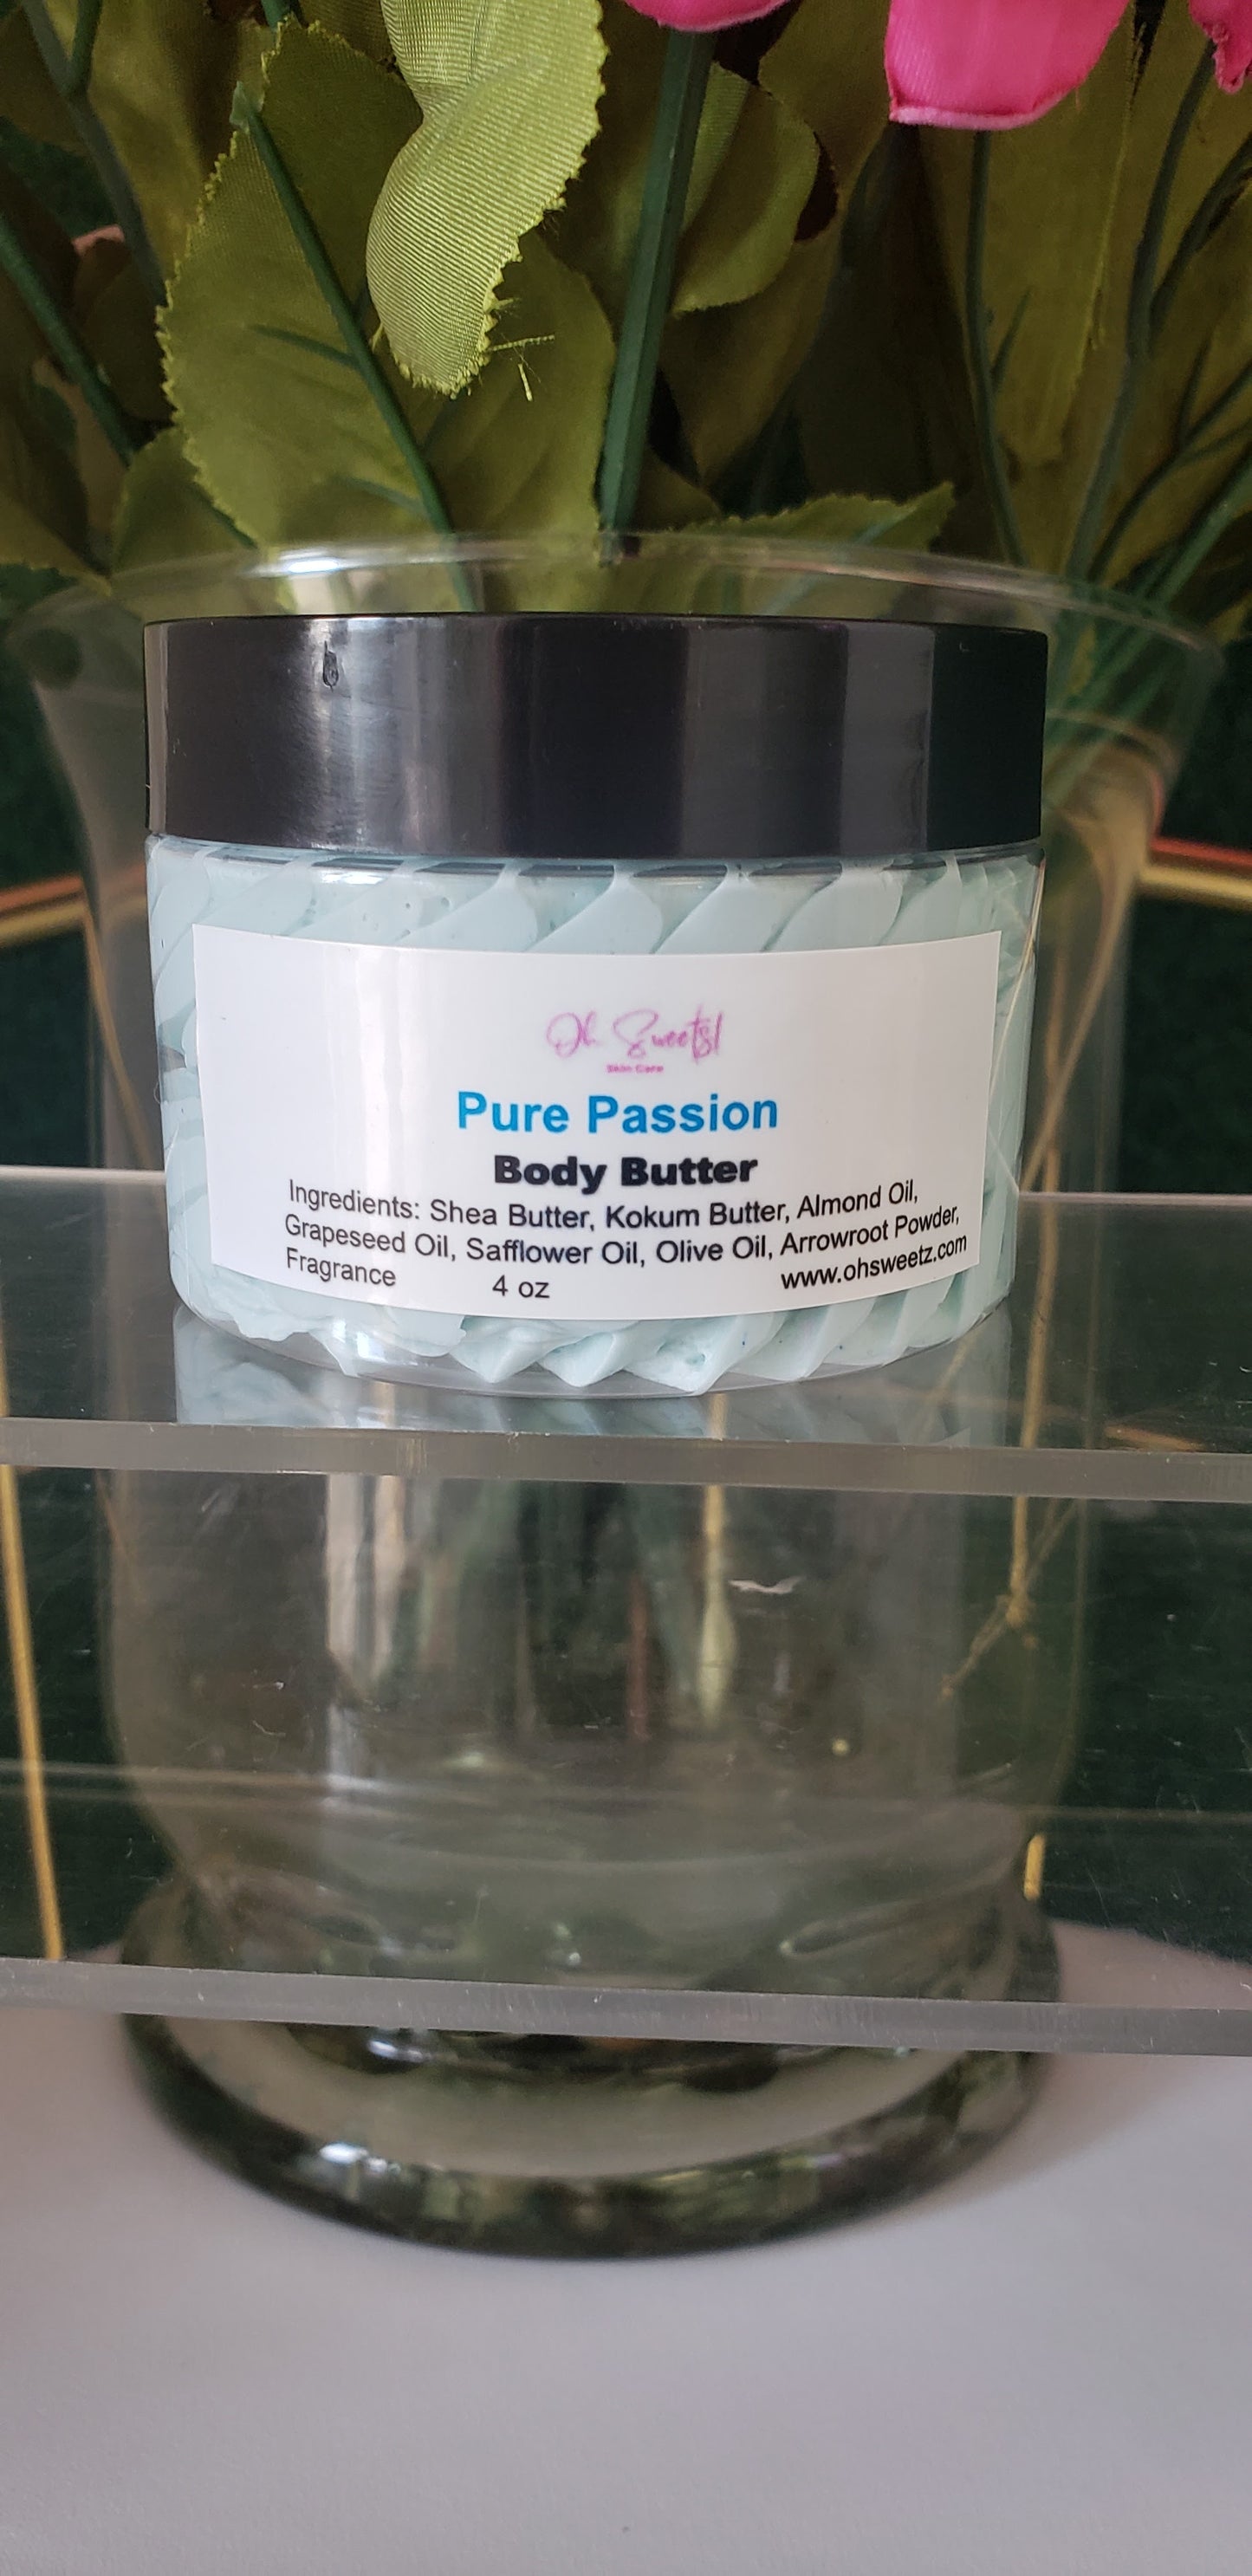 Oh Sweets!
Skin Care
Pure Passion
Body Butter
Ingredients: Shea Butter, Kokum Butter, Almond Oil,
Grapeseed Oil, Safflower Oil, Olive Oil, Arrowroot Powder,
Fragrance 4 oz www.ohsweetz.com